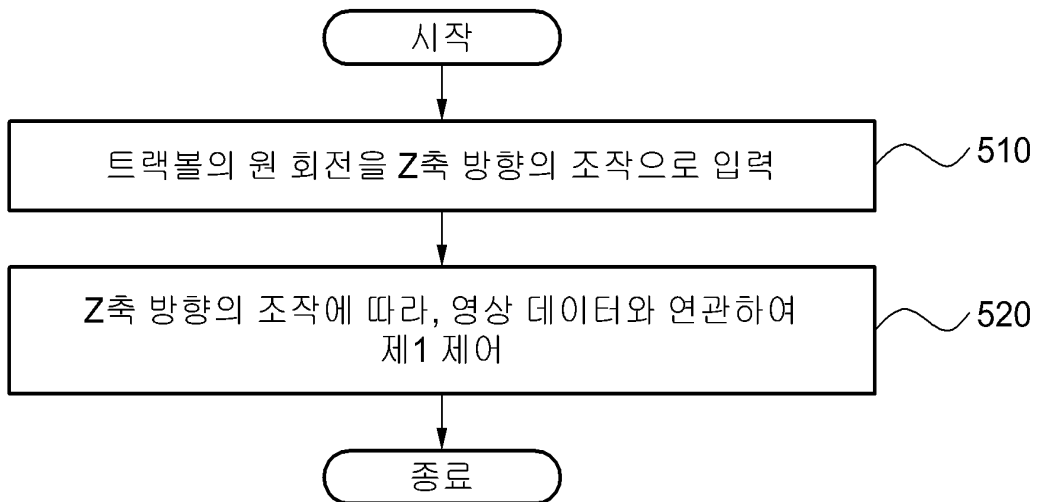 시작
트랙볼의 원 회전을 Z축 방향의 조작으로 입력
510
Z축 방향의 조작에 따라, 영상 데이터와 연관하여
제1 제어
520
종료